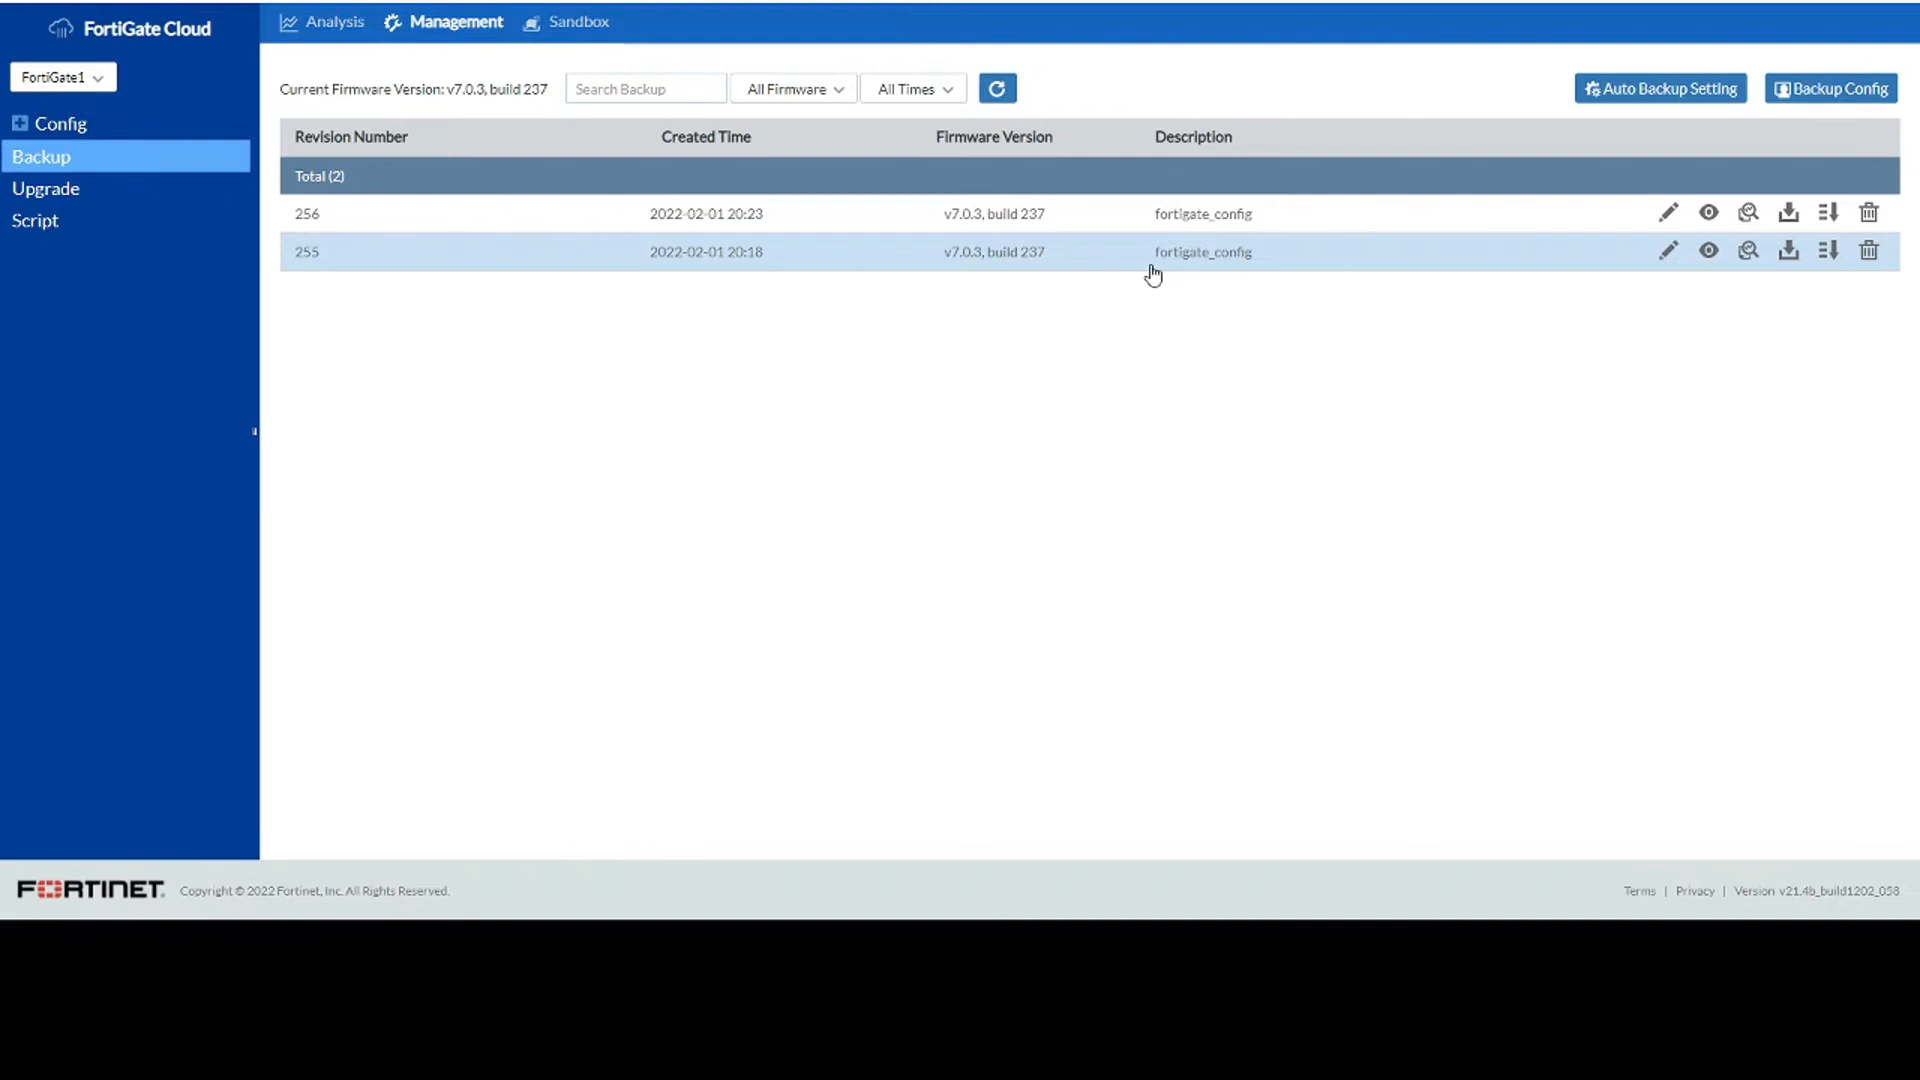 FortiGate Cloud
Analysis Management Sandbox
FortiGate1
Config
Backup
Upgrade
Script
Current Firmware Version: v7.0.3, build 237 Search Backup All Firmware All Times Auto Backup Setting Backup Config
Revision Number Created Time Firmware Version Description
Total (2)
256 2022-02-01 20:23 v7.0.3, build 237 fortigate_config
255 2022-02-01 20:18 v7.0.3, build 237 fortigate_config
FORTINET. Copyright © 2022 Fortinet, Inc. All Rights Reserved. Terms | Privacy | Version v21.4b_build1202_058